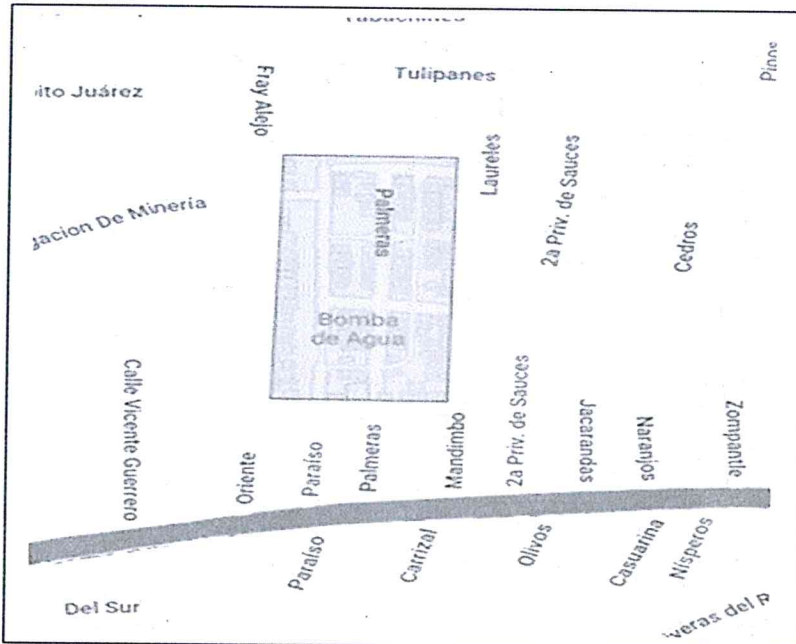 Tulipanes
Pinne
ito Juárez
Fray Alejo
Laureles
2a Priv. de Sauces
Palmeras
gacion De Minería
Cedros
Bomba
de Agua
Calle Vicente Guerrero
Oriente
Paraíso
Palmeras
Mandimbo
2a Priv. de Sauces
Jacarandas
Naranjos
Zompantle
Paraíso
Carrizal
Olivos
Casuarina
Nísperos
Del Sur
veras del R